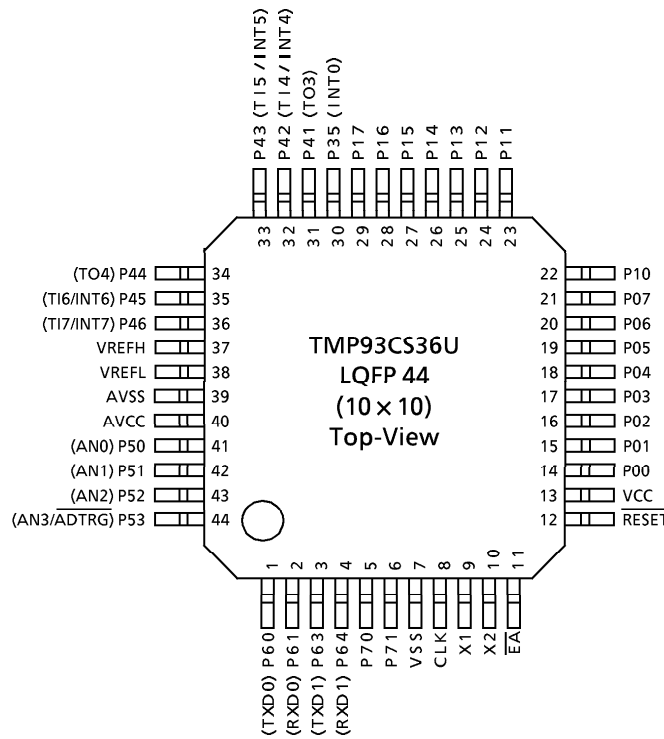 P43 (TI5/INT5)
P42 (TI4/INT4)
P41 (TO3)
P35 (INT0)
P17
P16
P15
P14
P13
P12
P11
33
32
31
30
29
28
27
26
25
24
23
(TO4) P44 34
(TI6/INT6) P45 35
(TI7/INT7) P46 36
VREFH 37
VREFL 38
AVSS 39
AVCC 40
(AN0) P50 41
(AN1) P51 42
(AN2) P52 43
(AN3/ADTRG) P53 44
TMP93CS36U
LQFP 44
(10 × 10)
Top-View
22 P10
21 P07
20 P06
19 P05
18 P04
17 P03
16 P02
15 P01
14 P00
13 VCC
12 RESET
1
2
3
4
5
6
7
8
9
10
11
(TXD0) P60
(RXD0) P61
(TXD1) P63
(RXD1) P64
P70
P71
VSS
CLK
X1
X2
EA